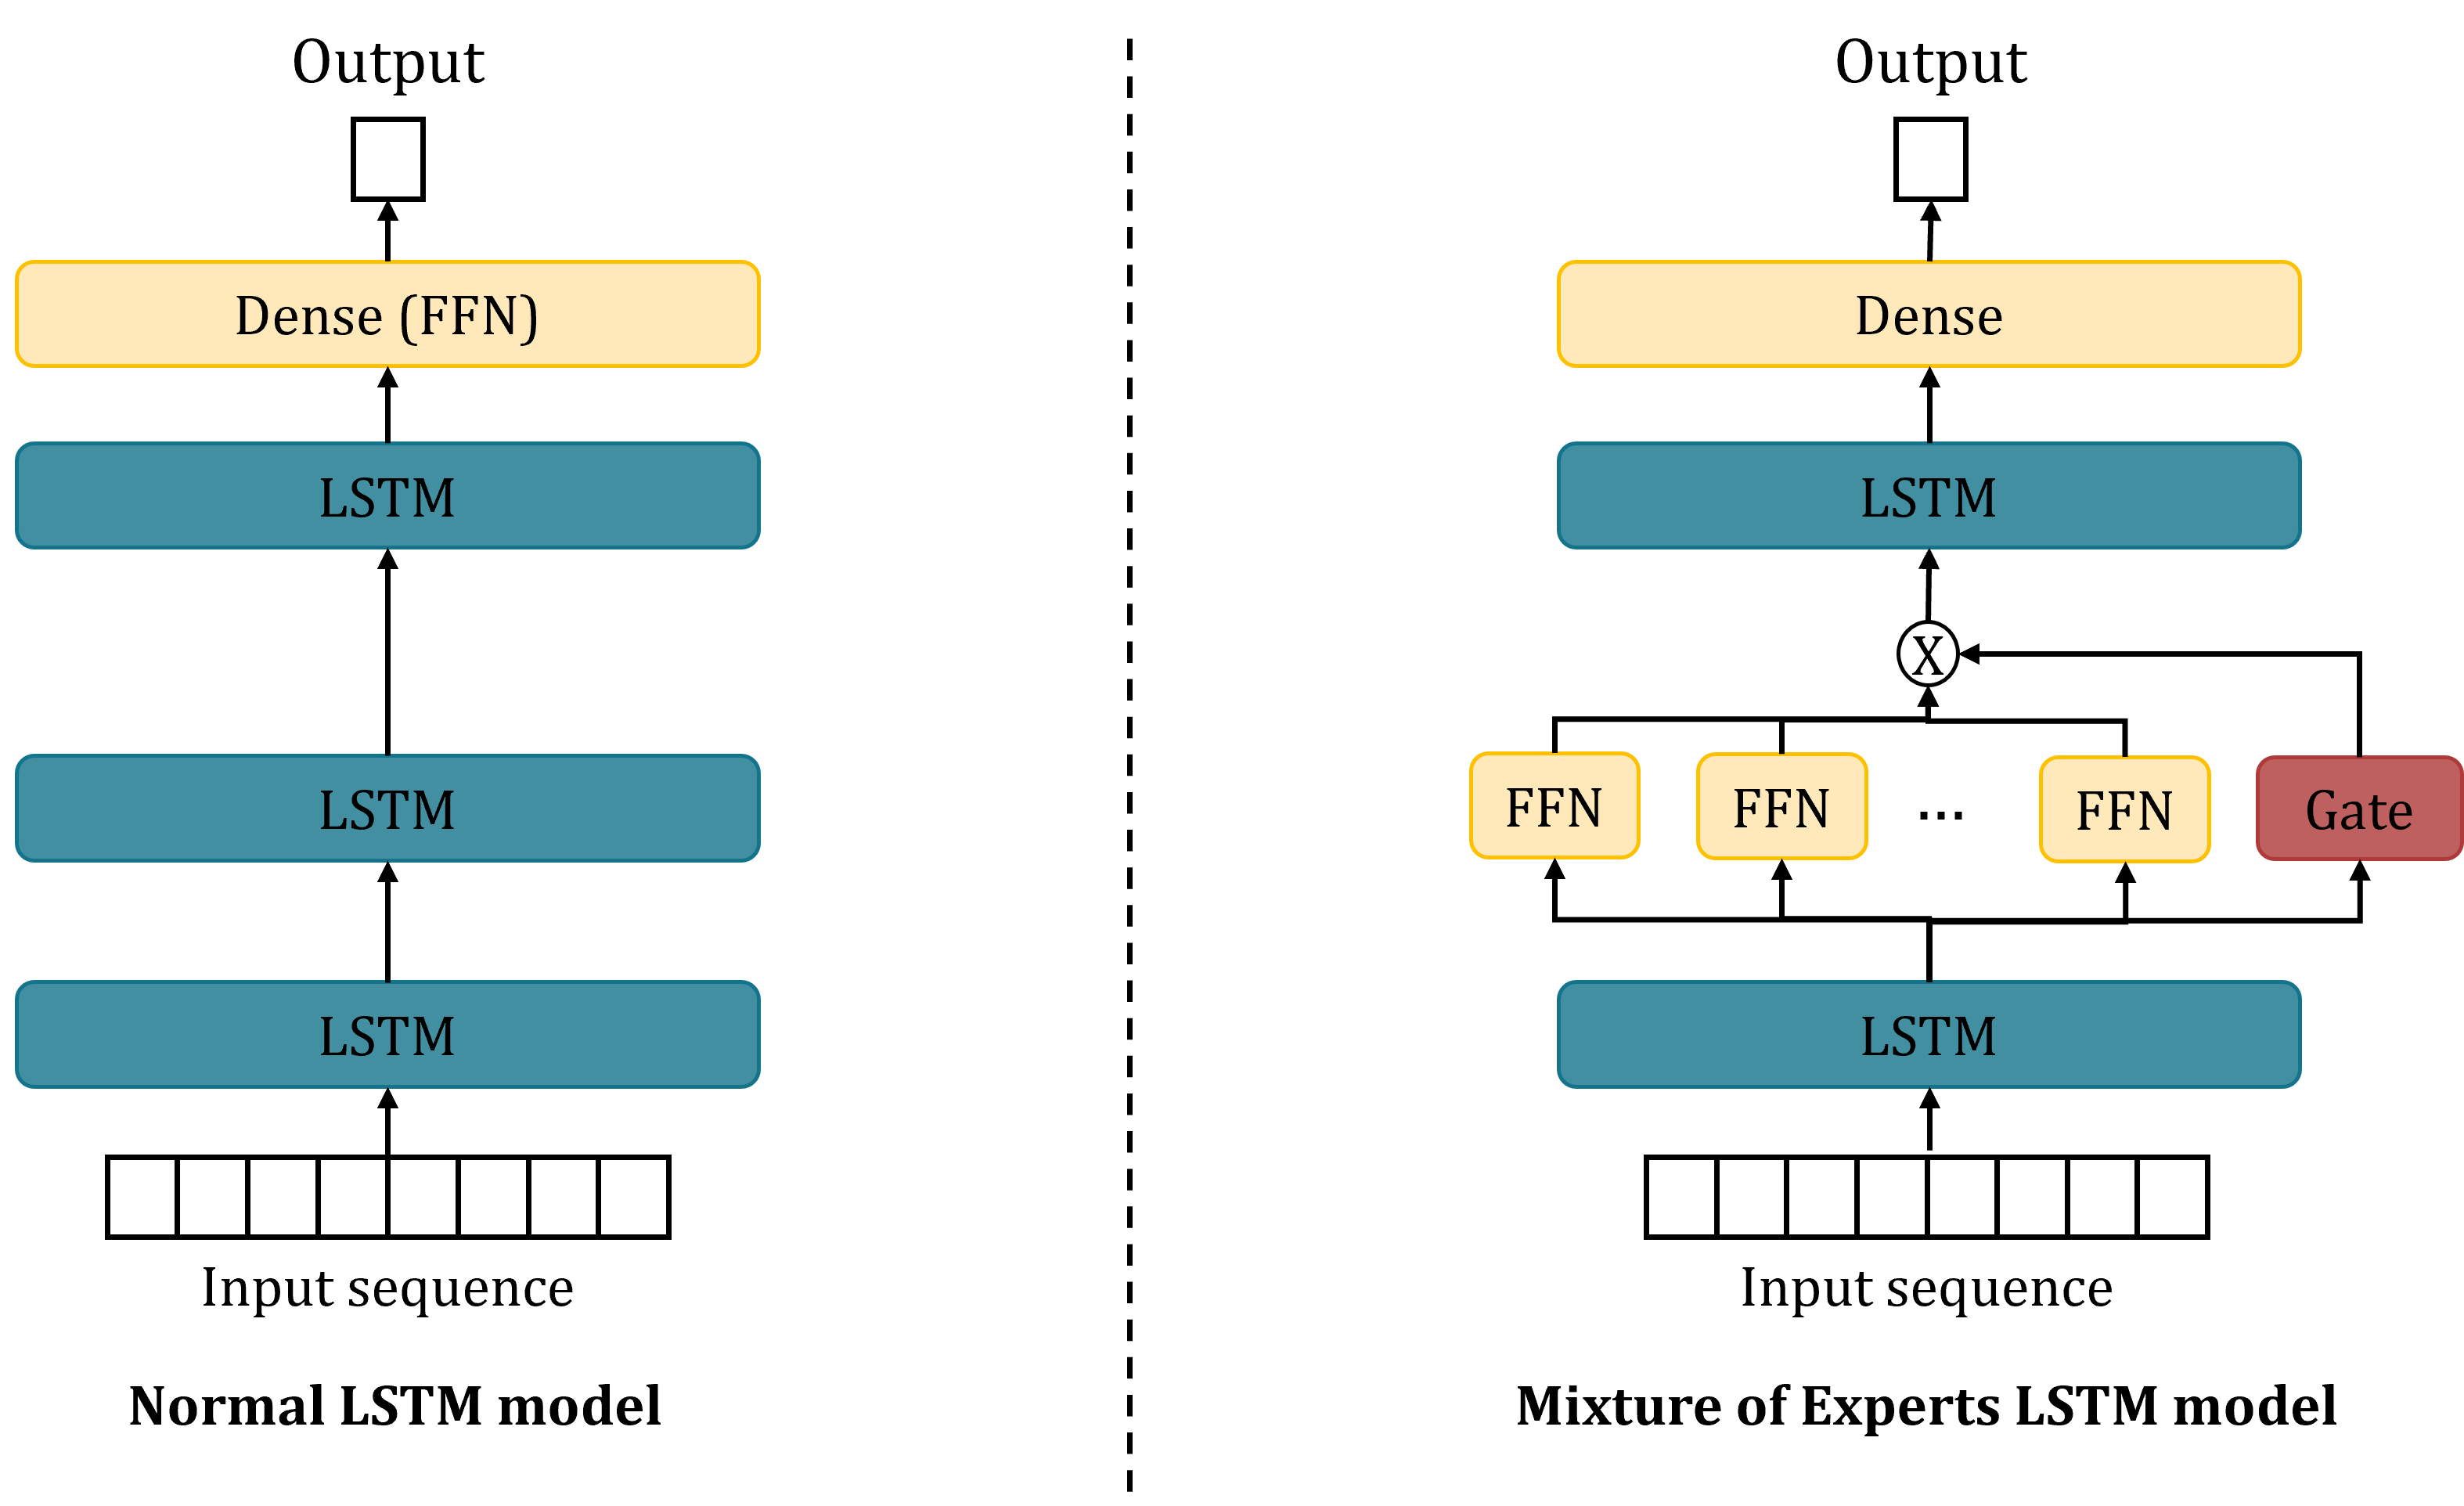 Output
Dense (FFN)
LSTM
LSTM
LSTM
Input sequence
Normal LSTM model
Output
Dense
LSTM
X
FFN FFN ... FFN Gate
LSTM
Input sequence
Mixture of Experts LSTM model